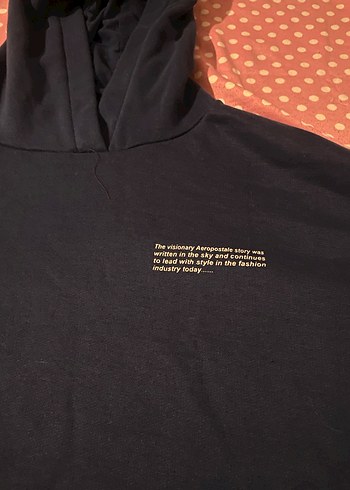 The visionary Aeropostale story was
written in the sky and continues
to lead with style in the fashion
industry today......